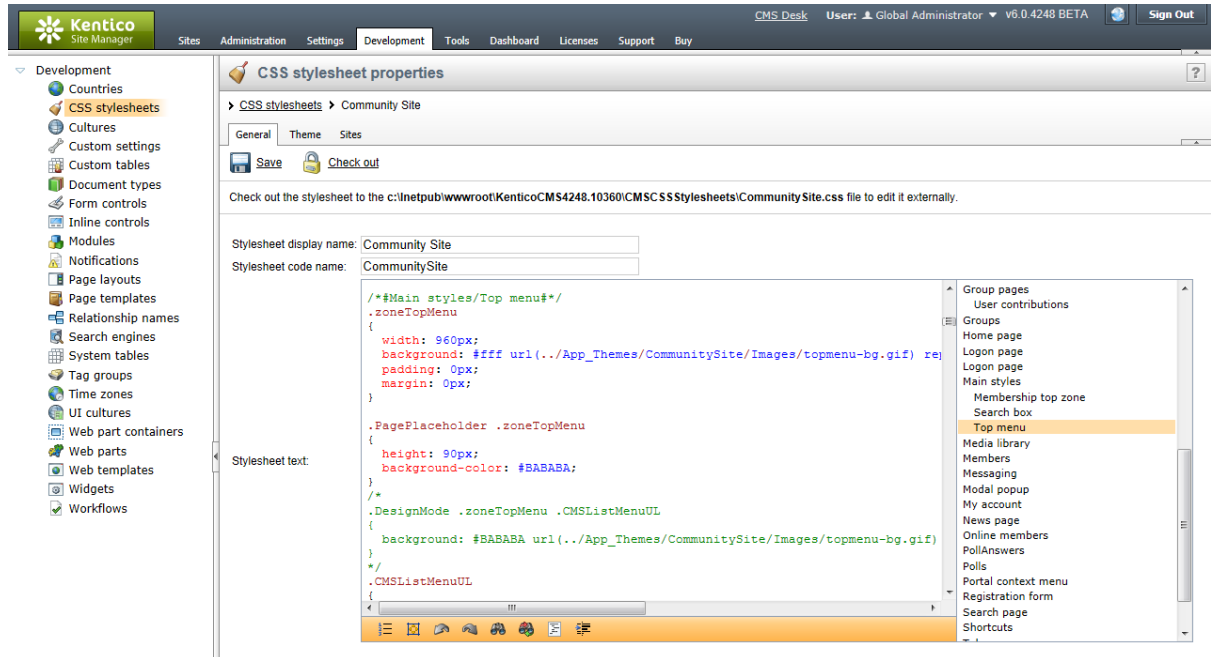 Kentico
Site Manager
CMS Desk User: Global Administrator v6.0.4248 BETA Sign Out
Sites Administration Settings Development Tools Dashboard Licenses Support Buy
Development
Countries
CSS stylesheets
Cultures
Custom settings
Custom tables
Document types
Form controls
Inline controls
Modules
Notifications
Page layouts
Page templates
Relationship names
Search engines
System tables
Tag groups
Time zones
UI cultures
Web part containers
Web parts
Web templates
Widgets
Workflows
CSS stylesheet properties
?
CSS stylesheets > Community Site
General Theme Sites
Save Check out
Check out the stylesheet to the c:\Inetpub\wwwroot\KenticoCMS4248.10360\CMSCSSStylesheets\CommunitySite.css file to edit it externally.
Stylesheet display name: Community Site
Stylesheet code name: CommunitySite
Stylesheet text:
/*#Main styles/Top menu#*/
.zoneTopMenu
{
width: 960px;
background: #fff url(../App_Themes/CommunitySite/Images/topmenu-bg.gif)
padding: 0px;
margin: 0px;
}
.PagePlaceholder .zoneTopMenu
{
height: 90px;
background-color: #BABABA;
}
/*
.DesignMode .zoneTopMenu .CMSListMenuUL
{
background: #BABABA url(../App_Themes/CommunitySite/Images/topmenu-bg.gif)
}
*/
.CMSListMenuUL
{
Group pages
User contributions
Groups
Home page
Logon page
Logon page
Main styles
Membership top zone
Search box
Top menu
Media library
Members
Messaging
Modal popup
My account
News page
Online members
PollAnswers
Polls
Portal context menu
Registration form
Search page
Shortcuts